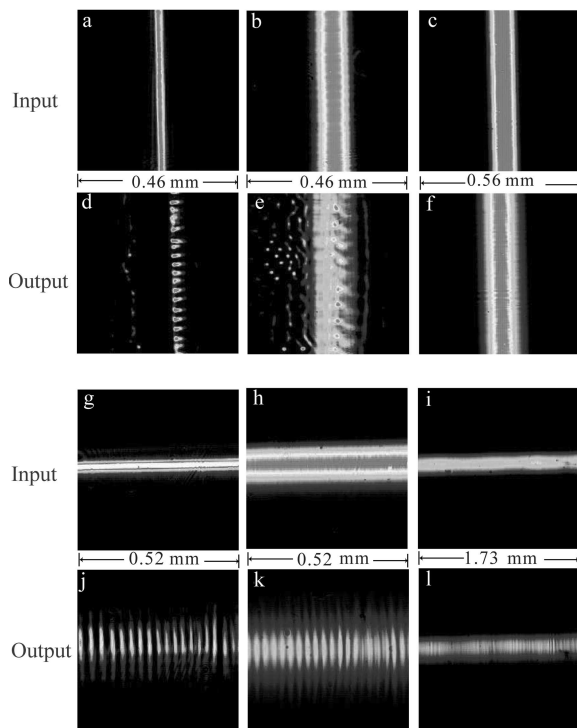 a b c
Input
0.46 mm 0.46 mm 0.56 mm
d e f
Output
g h i
Input
0.52 mm 0.52 mm 1.73 mm
j k l
Output